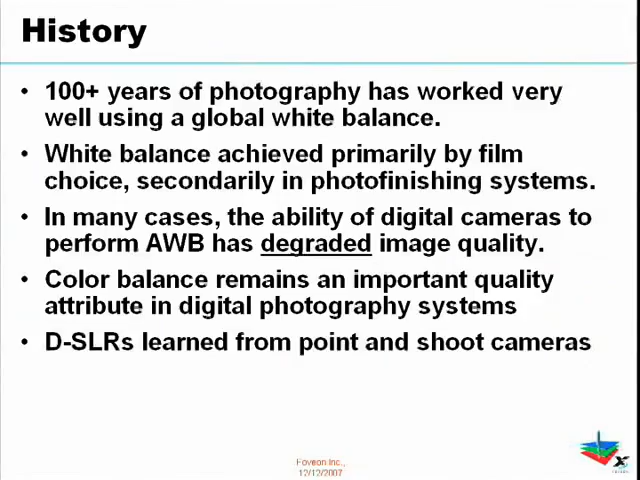 History
• 100+ years of photography has worked very
well using a global white balance.
• White balance achieved primarily by film
choice, secondarily in photofinishing systems.
• In many cases, the ability of digital cameras to
perform AWB has degraded image quality.
• Color balance remains an important quality
attribute in digital photography systems
• D-SLRs learned from point and shoot cameras
Foveon Inc.,
12/12/2007